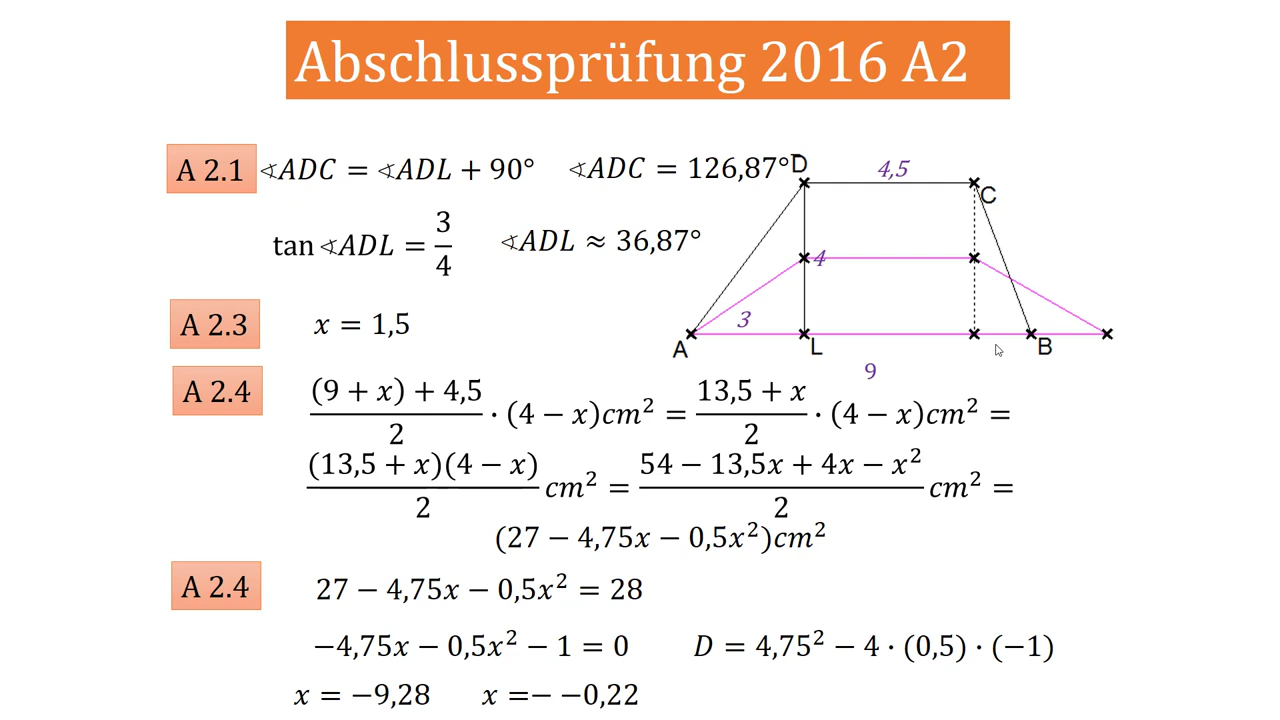 Abschlussprüfung 2016 A2
A 2.1 ∢ADC = ∢ADL + 90° ∢ADC = 126,87°
tan ∢ADL = 3/4 ∢ADL ≈ 36,87°
D 4,5 C
4
3
A L B
9
A 2.3 x = 1,5
A 2.4 ((9 + x) + 4,5)/2 · (4 − x)cm² = (13,5 + x)/2 · (4 − x)cm² =
((13,5 + x)(4 − x))/2 cm² = (54 − 13,5x + 4x − x²)/2 cm² =
(27 − 4,75x − 0,5x²)cm²
A 2.4 27 − 4,75x − 0,5x² = 28
−4,75x − 0,5x² − 1 = 0 D = 4,75² − 4 · (0,5) · (−1)
x = −9,28 x =− −0,22